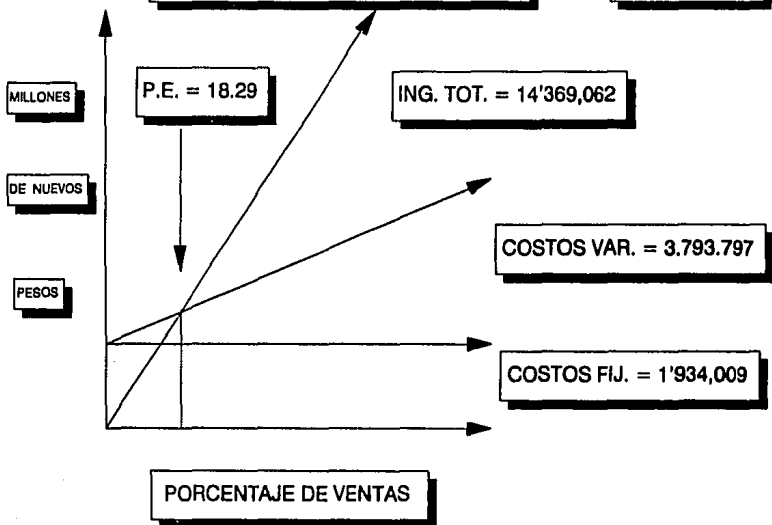 MILLONES
P.E. = 18.29
ING. TOT. = 14'369,062
DE NUEVOS
COSTOS VAR. = 3.793.797
PESOS
COSTOS FIJ. = 1'934,009
PORCENTAJE DE VENTAS